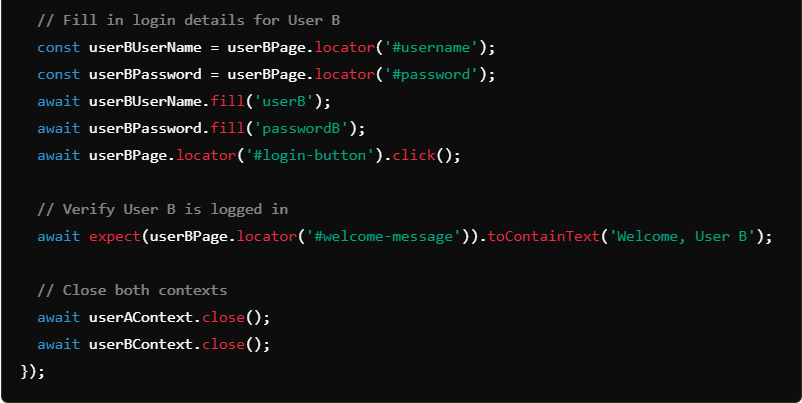 // Fill in login details for User B
const userBUserName = userBPage.locator('#username');
const userBPassword = userBPage.locator('#password');
await userBUserName.fill('userB');
await userBPassword.fill('passwordB');
await userBPage.locator('#login-button').click();
// Verify User B is logged in
await expect(userBPage.locator('#welcome-message')).toContainText('Welcome, User B');
// Close both contexts
await userAContext.close();
await userBContext.close();
});